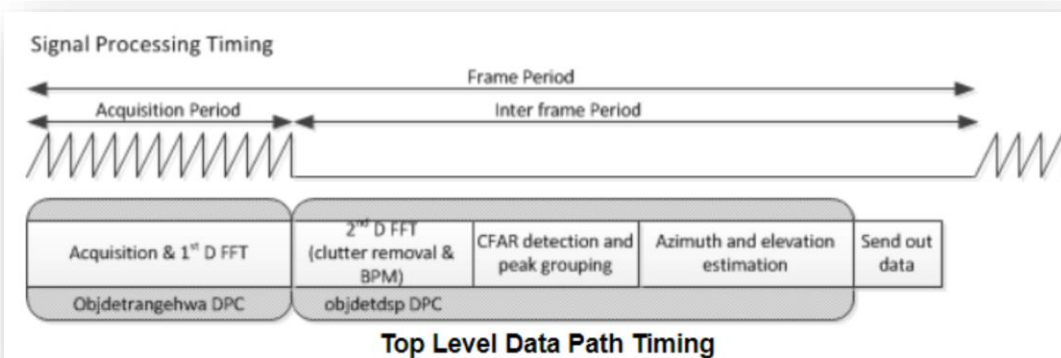 Signal Processing Timing
Frame Period
Acquisition Period
Inter frame Period
Acquisition & 1st D FFT
2nd D FFT
(clutter removal &
BPM)
CFAR detection and
peak grouping
Azimuth and elevation
estimation
Send out
data
Objdetrangehwa DPC
objdetdsp DPC
Top Level Data Path Timing